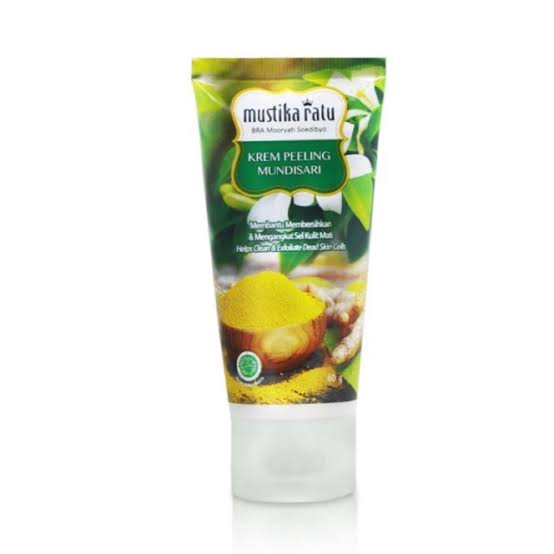 mustika ratu
BRA Mooryati Soedibyo
KREM PEELING
MUNDISARI
Membantu Membersihkan
& Mengangkat Sel Kulit Mati
Helps Clean & Exfoliate Dead Skin Cells
60 g